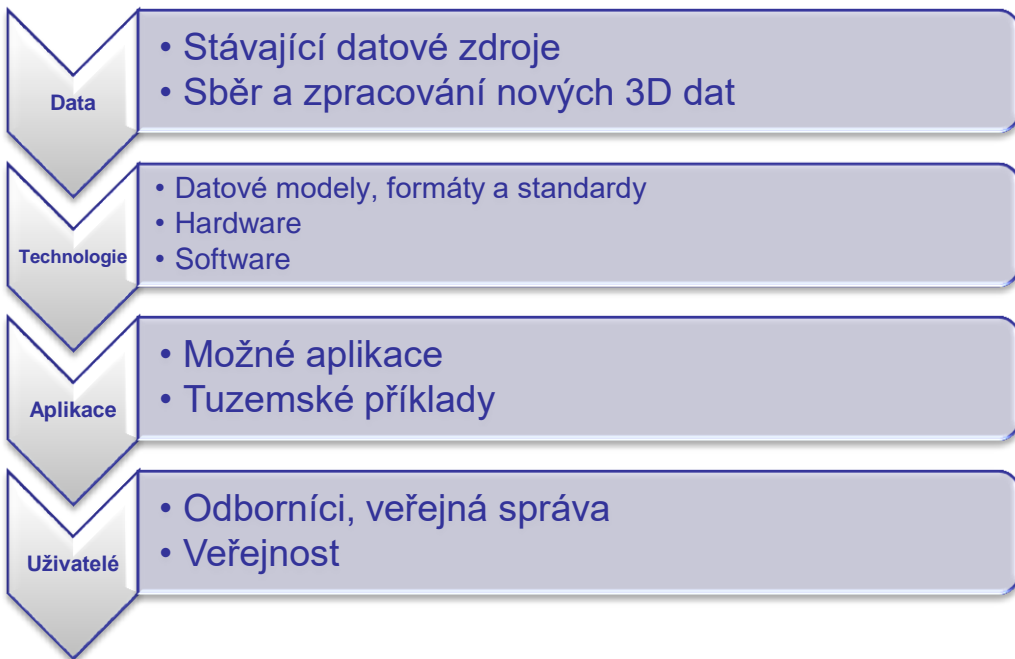 Data
• Stávající datové zdroje
• Sběr a zpracování nových 3D dat
Technologie
• Datové modely, formáty a standardy
• Hardware
• Software
Aplikace
• Možné aplikace
• Tuzemské příklady
Uživatelé
• Odborníci, veřejná správa
• Veřejnost